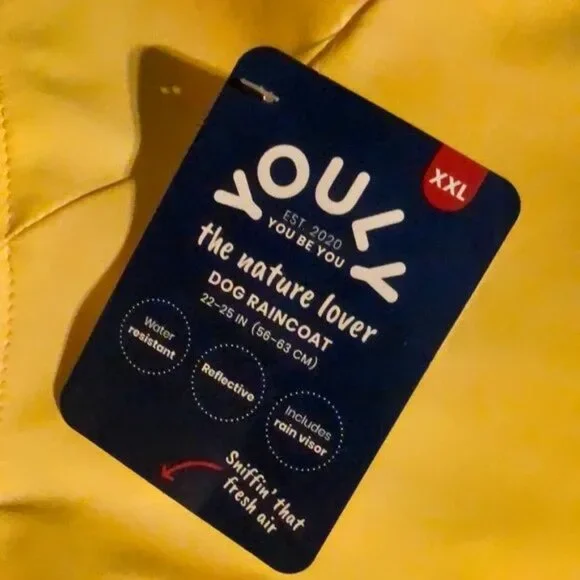 XXL
YOULY
EST. 2020
YOU BE YOU
the nature lover
DOG RAINCOAT
22-25 IN (56-63 CM)
Water
resistant
Reflective
Includes
rain visor
Sniffin' that
fresh air